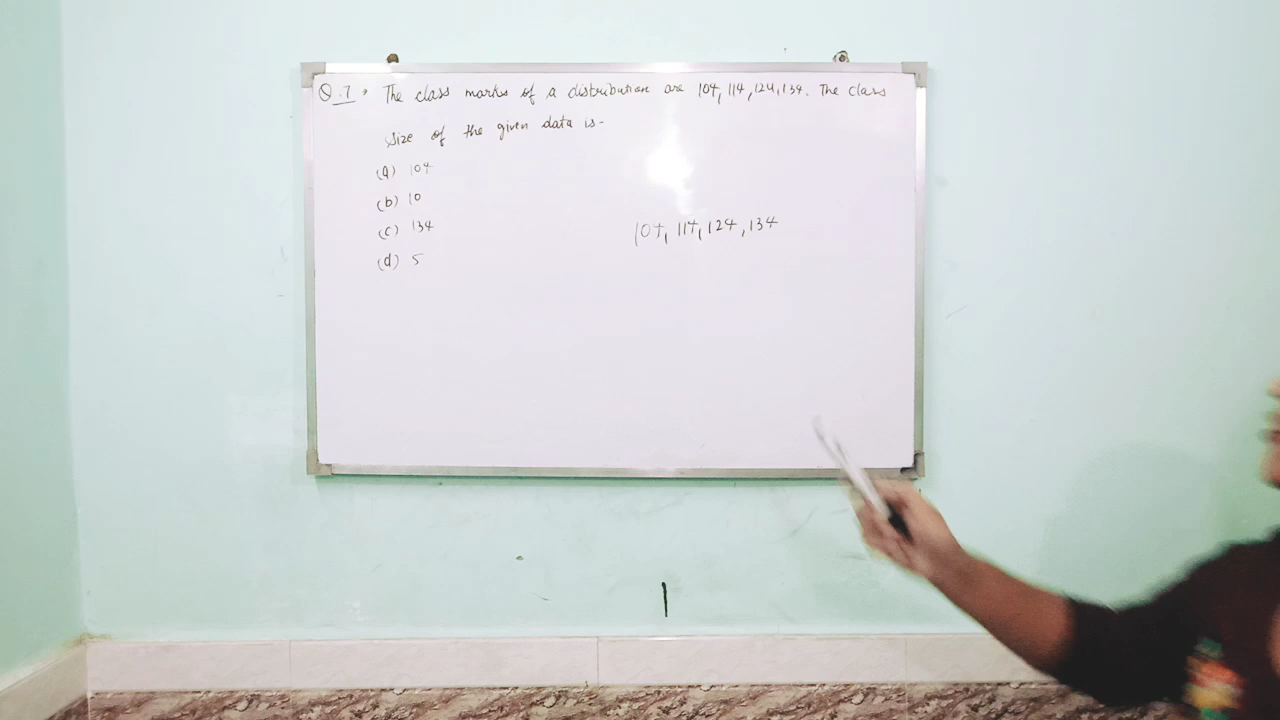 Q.7. The class marks of a distribution are 104, 114, 124, 134. The class
size of the given data is-
(a) 104
(b) 10
(c) 134
(d) 5
104, 114, 124, 134